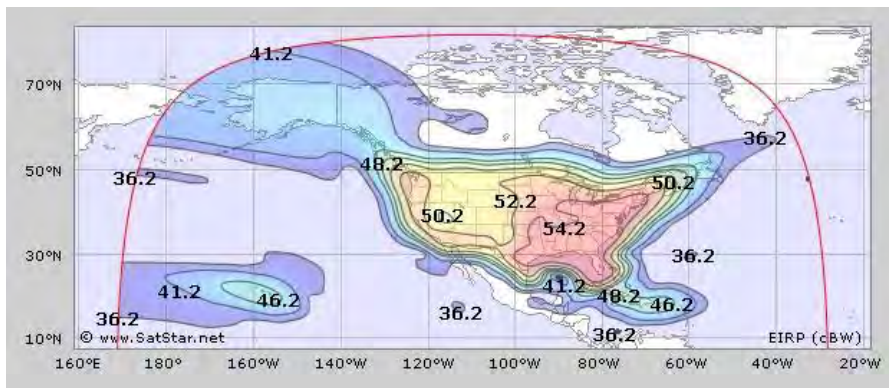 41.2
70°N
48.2
36.2
50°N
36.2
50.2
52.2
50.2
54.2
30°N
36.2
41.2
46.2
41.2
48.2
46.2
36.2
36.2
36.2
10°N
© www.SatStar.net
EIRP (dBW)
160°E
180°W
160°W
140°W
120°W
100°W
80°W
60°W
40°W
20°W